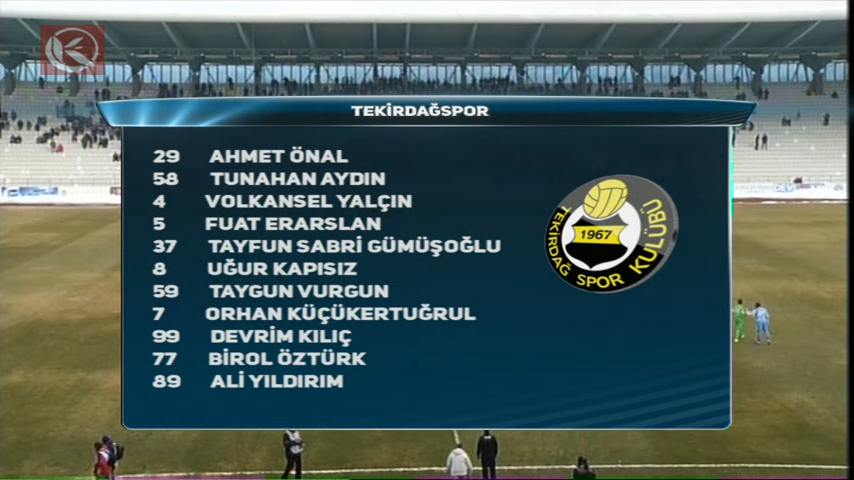 TEKİRDAĞSPOR
29 AHMET ÖNAL
58 TUNAHAN AYDIN
4 VOLKANSEL YALÇIN
5 FUAT ERARSLAN
37 TAYFUN SABRİ GÜMÜŞOĞLU
8 UĞUR KAPISIZ
59 TAYGUN VURGUN
7 ORHAN KÜÇÜKERTUĞRUL
99 DEVRİM KILIÇ
77 BİROL ÖZTÜRK
89 ALİ YILDIRIM
1967
TEKİRDAĞ SPOR KULÜBÜ